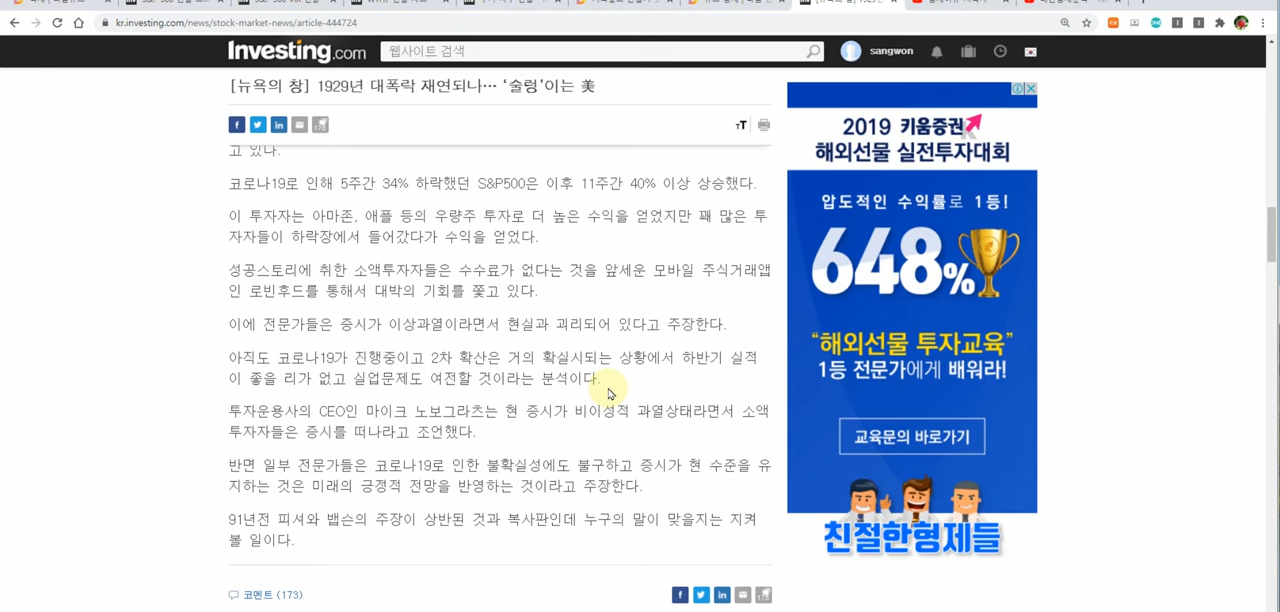 kr.investing.com/news/stock-market-news/article-444724
Investing.com
웹사이트 검색
sangwon
[뉴욕의 창] 1929년 대폭락 재연되나… ‘술렁’이는 美
고 있다.
코로나19로 인해 5주간 34% 하락했던 S&P500은 이후 11주간 40% 이상 상승했다.
이 투자자는 아마존, 애플 등의 우량주 투자로 더 높은 수익을 얻었지만 꽤 많은 투
자자들이 하락장에서 들어갔다가 수익을 얻었다.
성공스토리에 취한 소액투자자들은 수수료가 없다는 것을 앞세운 모바일 주식거래앱
인 로빈후드를 통해서 대박의 기회를 쫓고 있다.
이에 전문가들은 증시가 이상과열이라면서 현실과 괴리되어 있다고 주장한다.
아직도 코로나19가 진행중이고 2차 확산은 거의 확실시되는 상황에서 하반기 실적
이 좋을 리가 없고 실업문제도 여전할 것이라는 분석이다.
투자운용사의 CEO인 마이크 노보그라츠는 현 증시가 비이성적 과열상태라면서 소액
투자자들은 증시를 떠나라고 조언했다.
반면 일부 전문가들은 코로나19로 인한 불확실성에도 불구하고 증시가 현 수준을 유
지하는 것은 미래의 긍정적 전망을 반영하는 것이라고 주장한다.
91년전 피셔와 뱁슨의 주장이 상반된 것과 복사판인데 누구의 말이 맞을지는 지켜
볼 일이다.
코멘트 (173)
2019 키움증권
해외선물 실전투자대회
압도적인 수익률로 1등!
648%
“해외선물 투자교육”
1등 전문가에게 배워라!
교육문의 바로가기
친절한형제들